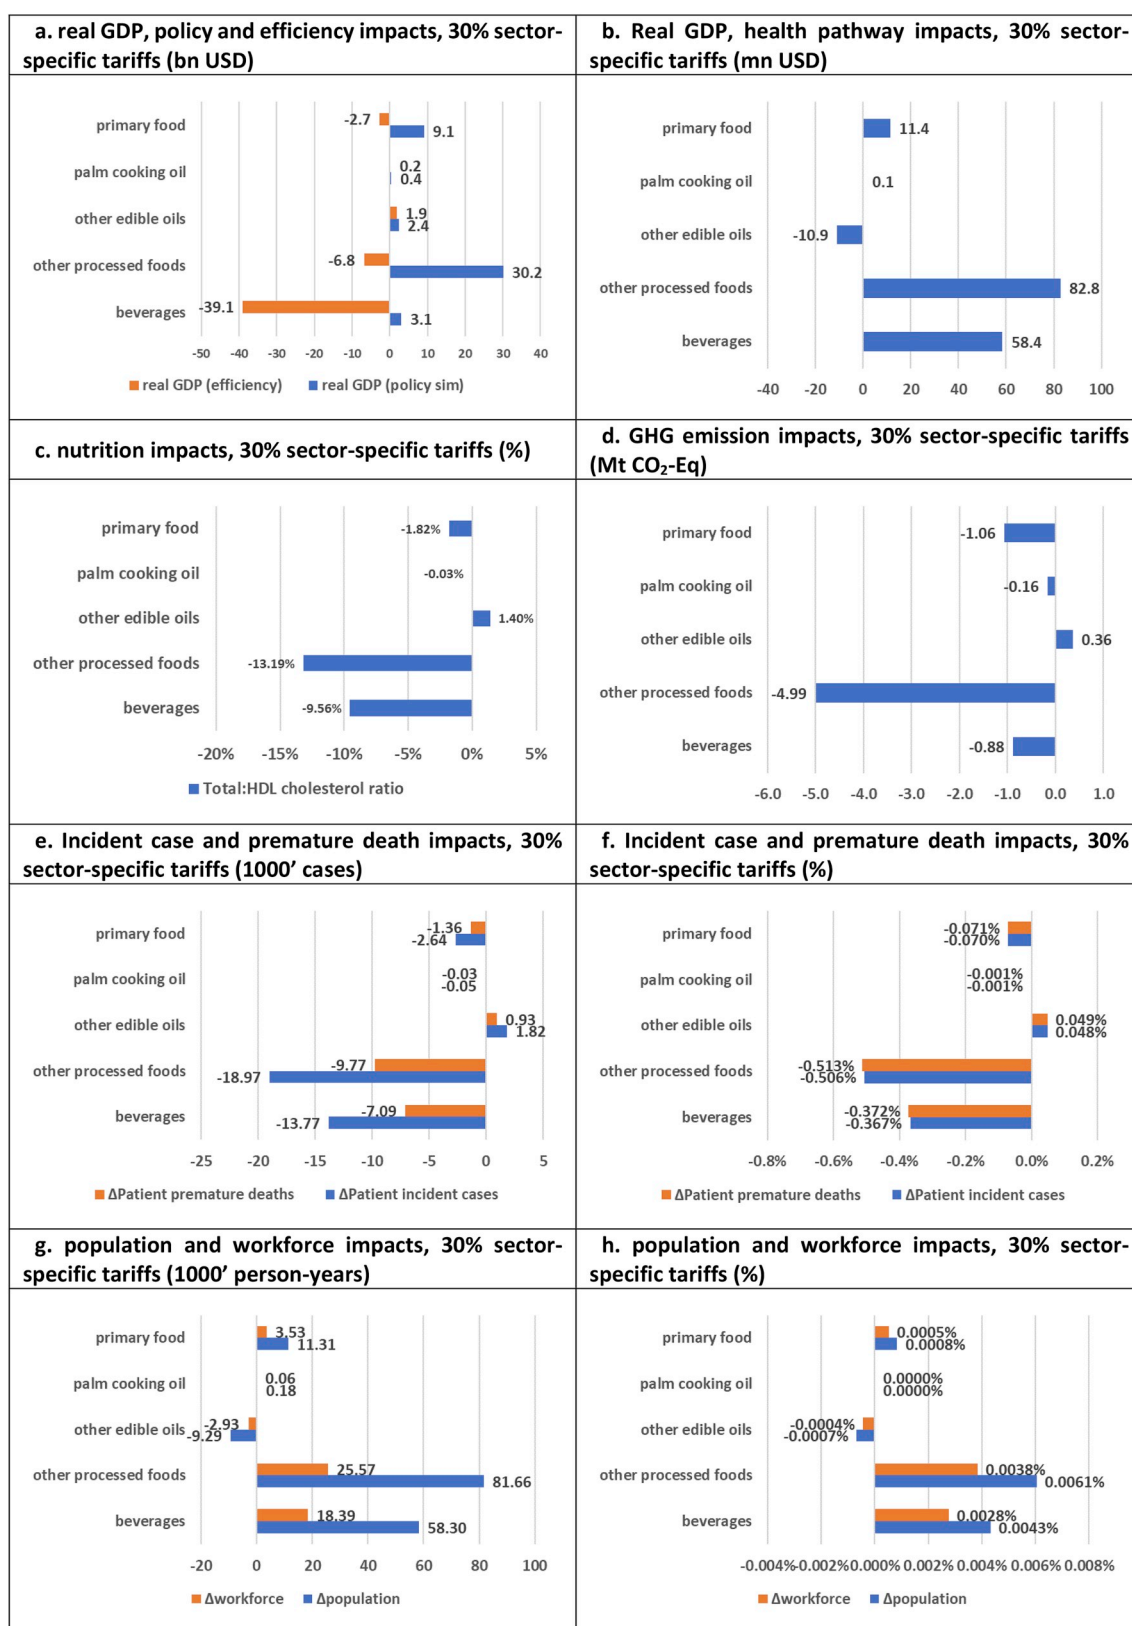 a. real GDP, policy and efficiency impacts, 30% sector-
specific tariffs (bn USD)
primary food
-2.7
9.1
palm cooking oil
0.2
0.4
other edible oils
1.9
2.4
other processed foods
-6.8
30.2
beverages
-39.1
3.1
-50 -40 -30 -20 -10 0 10 20 30 40
real GDP (efficiency) real GDP (policy sim)
b. Real GDP, health pathway impacts, 30% sector-
specific tariffs (mn USD)
primary food
11.4
palm cooking oil
0.1
other edible oils
-10.9
other processed foods
82.8
beverages
58.4
-40 -20 0 20 40 60 80 100
c. nutrition impacts, 30% sector-specific tariffs (%)
primary food
-1.82%
palm cooking oil
-0.03%
other edible oils
1.40%
other processed foods
-13.19%
beverages
-9.56%
-20% -15% -10% -5% 0% 5%
Total:HDL cholesterol ratio
d. GHG emission impacts, 30% sector-specific tariffs
(Mt CO₂-Eq)
primary food
-1.06
palm cooking oil
-0.16
other edible oils
0.36
other processed foods
-4.99
beverages
-0.88
-6.0 -5.0 -4.0 -3.0 -2.0 -1.0 0.0 1.0
e. Incident case and premature death impacts, 30%
sector-specific tariffs (1000’ cases)
primary food
-1.36
-2.64
palm cooking oil
-0.03
-0.05
other edible oils
0.93
1.82
other processed foods
-9.77
-18.97
beverages
-7.09
-13.77
-25 -20 -15 -10 -5 0 5
ΔPatient premature deaths ΔPatient incident cases
f. Incident case and premature death impacts, 30%
sector-specific tariffs (%)
primary food
-0.071%
-0.070%
palm cooking oil
-0.001%
-0.001%
other edible oils
0.049%
0.048%
other processed foods
-0.513%
-0.506%
beverages
-0.372%
-0.367%
-0.8% -0.6% -0.4% -0.2% 0.0% 0.2%
ΔPatient premature deaths ΔPatient incident cases
g. population and workforce impacts, 30% sector-
specific tariffs (1000’ person-years)
primary food
3.53
11.31
palm cooking oil
0.06
0.18
other edible oils
-2.93
-9.29
other processed foods
25.57
81.66
beverages
18.39
58.30
-20 0 20 40 60 80 100
Δworkforce Δpopulation
h. population and workforce impacts, 30% sector-
specific tariffs (%)
primary food
0.0005%
0.0008%
palm cooking oil
0.0000%
0.0000%
other edible oils
-0.0004%
-0.0007%
other processed foods
0.0038%
0.0061%
beverages
0.0028%
0.0043%
-0.004% -0.002% 0.000% 0.002% 0.004% 0.006% 0.008%
Δworkforce Δpopulation